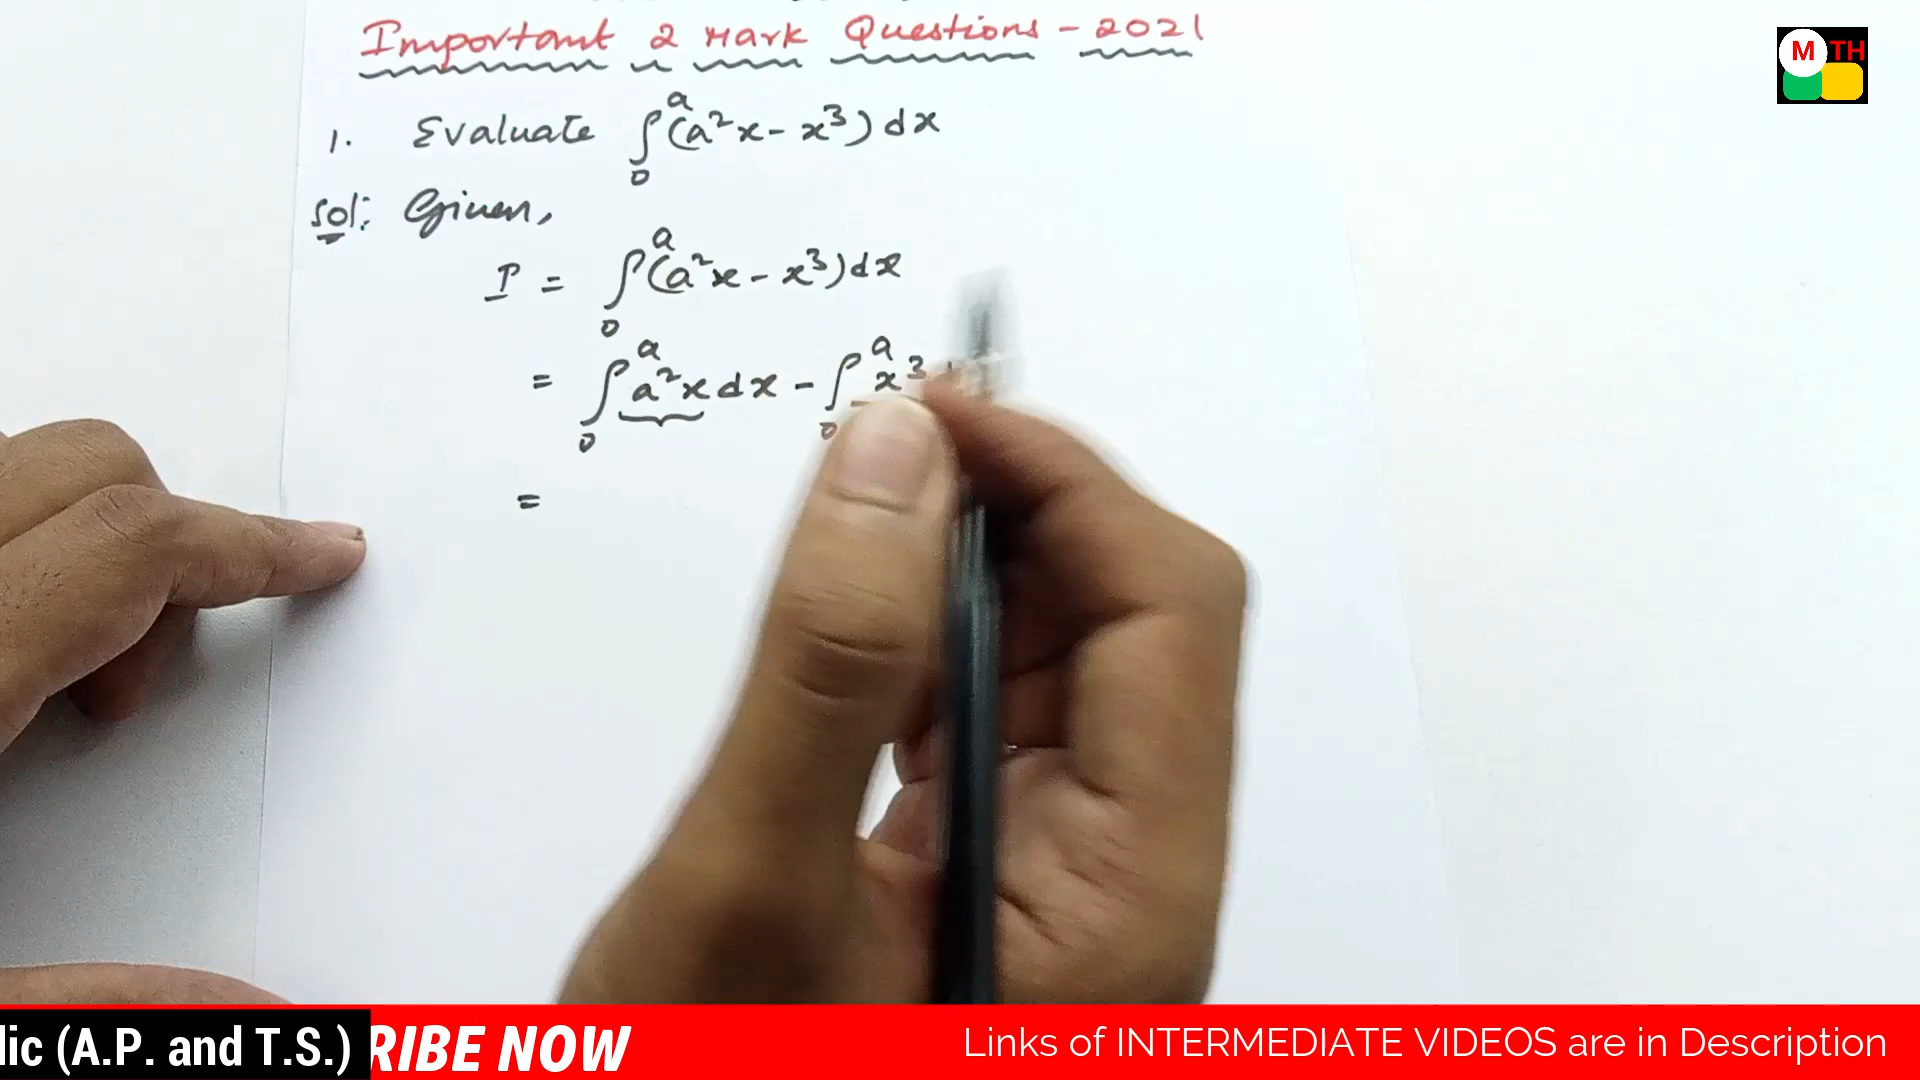 Important 2 Mark Questions - 2021
M TH
1. Evaluate ∫₀ᵃ (a²x - x³) dx
Sol: Given,
I = ∫₀ᵃ (a²x - x³) dx
= ∫₀ᵃ a²x dx - ∫₀ᵃ x³
=
lic (A.P. and T.S.)
RIBE NOW
Links of INTERMEDIATE VIDEOS are in Description